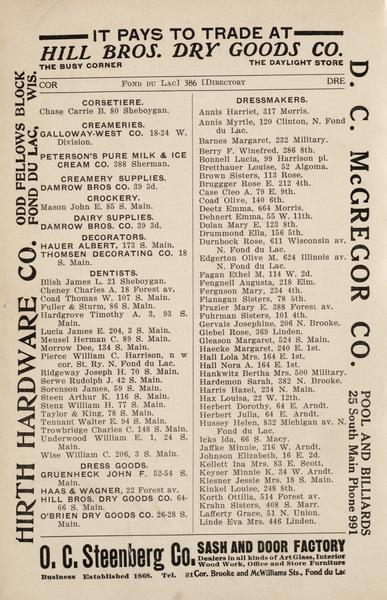 IT PAYS TO TRADE AT
HILL BROS. DRY GOODS CO.
THE BUSY CORNER THE DAYLIGHT STORE
COR FOND DU LAC] 386 [DIRECTORY DRE
HIRTH HARDWARE CO. ODD FELLOWS BLOCK
FOND DU LAC, WIS.
CORSETIERE.
Chase Carrie B. 80 Sheboygan.
CREAMERIES.
GALLOWAY-WEST CO. 18-24 W.
Division.
PETERSON'S PURE MILK & ICE
CREAM CO. 388 Sherman.
CREAMERY SUPPLIES.
DAMROW BROS CO. 39 3d.
CROCKERY.
Mason John E. 85 S. Main.
DAIRY SUPPLIES.
DAMROW BROS. CO. 39 3d.
DECORATORS.
HAUER ALBERT, 173 S. Main.
THOMSEN DECORATING CO. 18
S. Main.
DENTISTS.
Blish James L. 21 Sheboygan.
Cheney Charles A. 18 Forest av.
Coad Thomas W. 107 S. Main.
Fuller & Sturm, 86 S. Main.
Hardgrove Timothy A. 93 S.
Main.
Lucia James E. 204, 3 S. Main.
Meusel Herman C. 89 S. Main.
Morrow Dee, 134 S. Main.
Pierce William C. Harrison, n w
cor. St. Ry. N. Fond du Lac.
Ridgeway Joseph H. 70 S. Main.
Serwe Rudolph J. 42 S. Main.
Sorenson James, 59 S. Main.
Steen Arthur K. 116 S. Main.
Stenz William H. 77 S. Main.
Taylor & King, 78 S. Main.
Tennant Walter E. 94 S. Main.
Trowbridge Charles C. 148 S. Main.
Underwood William E. 1, 24 S.
Main.
Wise William C. 206, 3 S. Main.
DRESS GOODS.
GRUENHECK JOHN F. 52-54 S.
Main.
HAAS & WAGNER, 22 Forest av.
HILL BROS. DRY GOODS CO. 64-
66 S. Main.
O'BRIEN DRY GOODS CO. 26-28 S.
Main.
DRESSMAKERS.
Annis Harriet, 317 Morris.
Annis Myrtle, 120 Clinton, N. Fond
du Lac.
Barnes Margaret, 232 Military.
Berry F. Winefred, 286 8th.
Bonnell Lucia, 99 Harrison pl.
Bretthauer Louise, 52 Algoma.
Brown Sisters, 113 Rose.
Bruggger Rose E. 212 4th.
Case Cleo A. 79 E. 9th.
Coad Olive, 140 6th.
Deetz Emma, 664 Morris.
Dehnert Emma, 55 W. 11th.
Dolan Mary E, 123 8th.
Drummond Ella, 156 5th.
Durnbock Rose, 611 Wisconsin av.
N. Fond du Lac.
Edgerton Olive M. 624 Illinois av.
N. Fond du Lac.
Fagan Ethel M. 114 W. 2d.
Fengnell Augusta, 218 Elm.
Ferguson Mary, 234 4th.
Flanagan Sisters, 78 5th.
Frazier Mary E. 388 Forest av.
Fuhrman Sisters, 101 4th.
Gervais Josephine, 206 N. Brooke.
Glebel Rose, 369 Linden.
Gleason Margaret, 524 S. Main.
Haecke Margaret, 240 E. 1st.
Hall Lola Mrs. 164 E. 1st.
Hall Nora A. 164 E. 1st.
Hankwitz Bertha Mrs. 500 Military.
Hardemon Sarah, 382 N. Brooke.
Harris Hazel, 234 N. Main.
Hax Louisa, 22 W. 12th.
Herbert Dorothy, 64 E. Arndt.
Herbert Julia, 64 E. Arndt.
Hussey Helen, 832 Michigan av. N.
Fond du Lac.
Icks Ida, 66 S. Macy.
Jaffke Minnie, 216 W. Arndt.
Johnson Elizabeth, 16 E. 2d.
Kellett Ina Mrs. 83 E. Scott.
Keyser Minnie K, 34 W. Arndt.
Kiesner Jessie Mrs. 18 S. Main.
Kinkel Louise, 248 8th.
Korth Ottilia, 514 Forest av.
Krahn Sisters, 408 S. Marr.
Lafferty Grace, 51 N. Union.
Linde Eva Mrs. 446 Linden.
D. C. McGREGOR CO. POOL AND BILLIARDS
25 South Main Phone 991
O. C. Steenberg Co. SASH AND DOOR FACTORY
Dealers in all kinds of Art Glass, Interior
Wood Work, Office and Store Furniture
Business Established 1868. Tel. 81 Cor. Brooke and McWilliams Sts., Fond du Lac